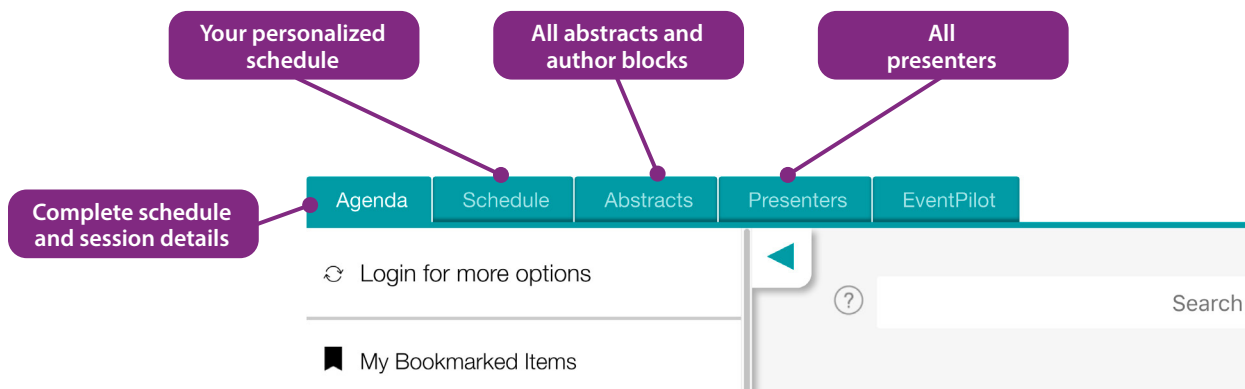 Your personalized
schedule
All abstracts and
author blocks
All
presenters
Complete schedule
and session details
Agenda
Schedule
Abstracts
Presenters
EventPilot
Login for more options
?
Search
My Bookmarked Items